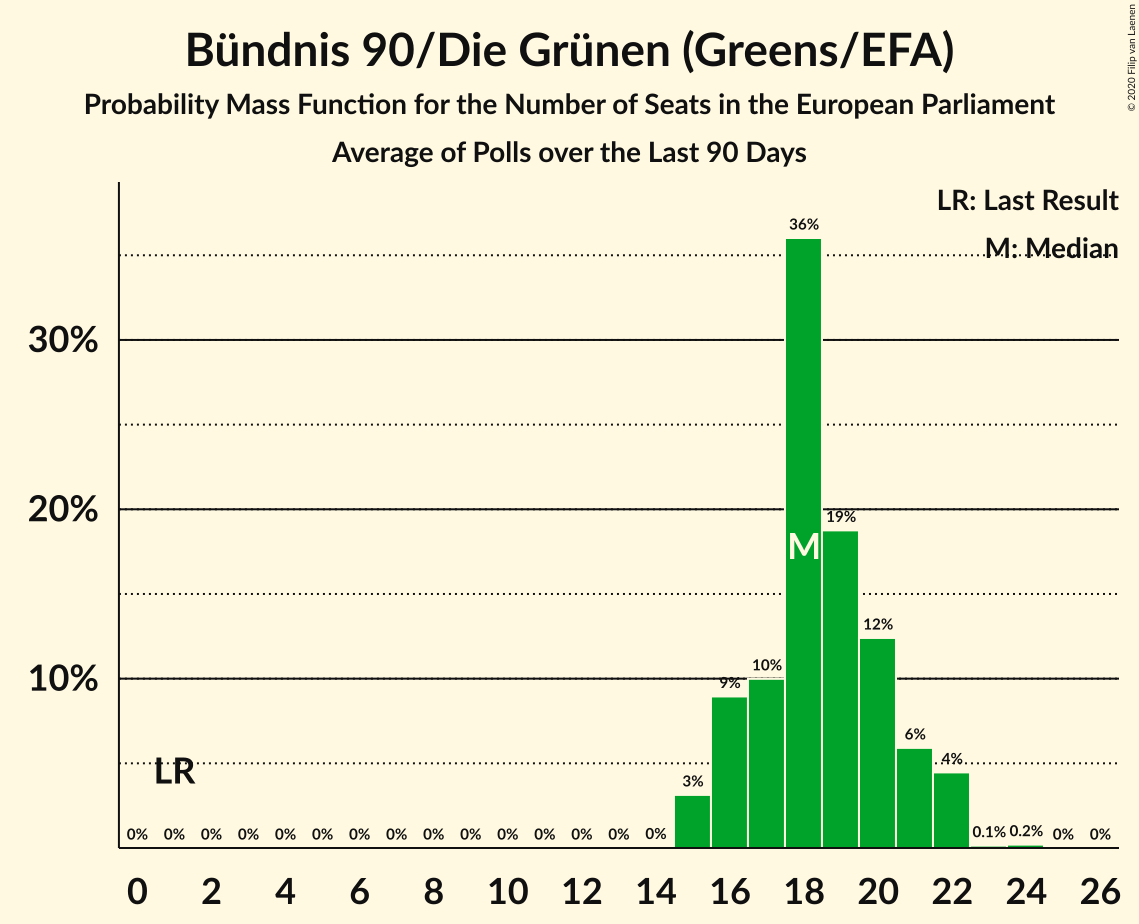 Bündnis 90/Die Grünen (Greens/EFA)
Probability Mass Function for the Number of Seats in the European Parliament
Average of Polls over the Last 90 Days
© 2020 Filip van Laenen
LR: Last Result
M: Median
36%
30%
20%
19%
M
12%
10%
10%
9%
6%
4%
LR
3%
0% 0% 0% 0% 0% 0% 0% 0% 0% 0% 0% 0% 0% 0% 0% 0.1% 0.2% 0% 0%
0 2 4 6 8 10 12 14 16 18 20 22 24 26